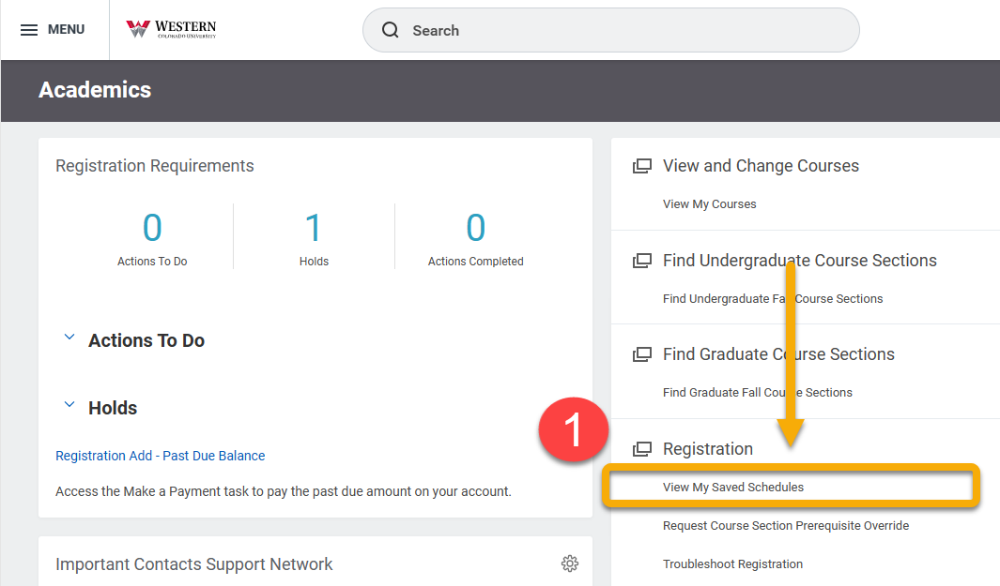 MENU
WESTERN
COLORADO UNIVERSITY
Search
Academics
Registration Requirements
0
Actions To Do
1
Holds
0
Actions Completed
Actions To Do
Holds
Registration Add - Past Due Balance
Access the Make a Payment task to pay the past due amount on your account.
Important Contacts Support Network
View and Change Courses
View My Courses
Find Undergraduate Course Sections
Find Undergraduate Fall Course Sections
Find Graduate Course Sections
Find Graduate Fall Course Sections
1
Registration
View My Saved Schedules
Request Course Section Prerequisite Override
Troubleshoot Registration